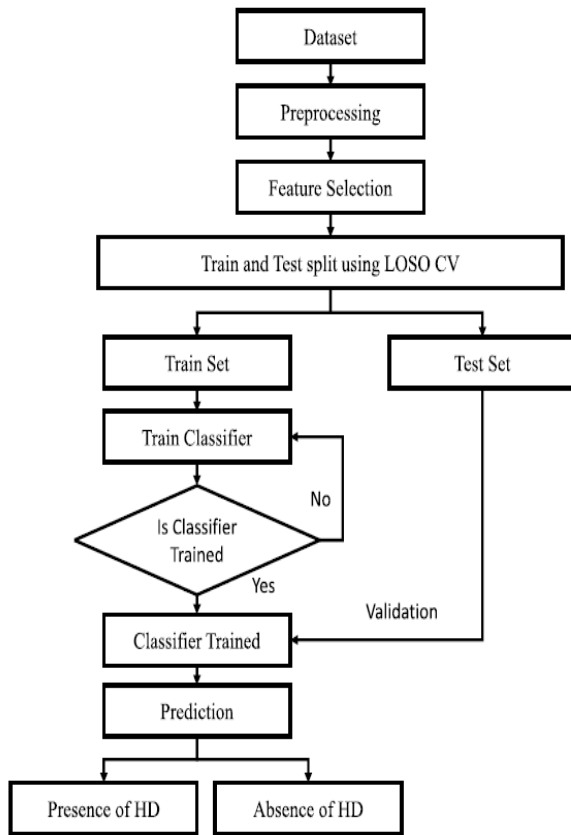 Dataset
Preprocessing
Feature Selection
Train and Test split using LOSO CV
Train Set
Test Set
Train Classifier
No
Is Classifier
Trained
Yes
Validation
Classifier Trained
Prediction
Presence of HD
Absence of HD